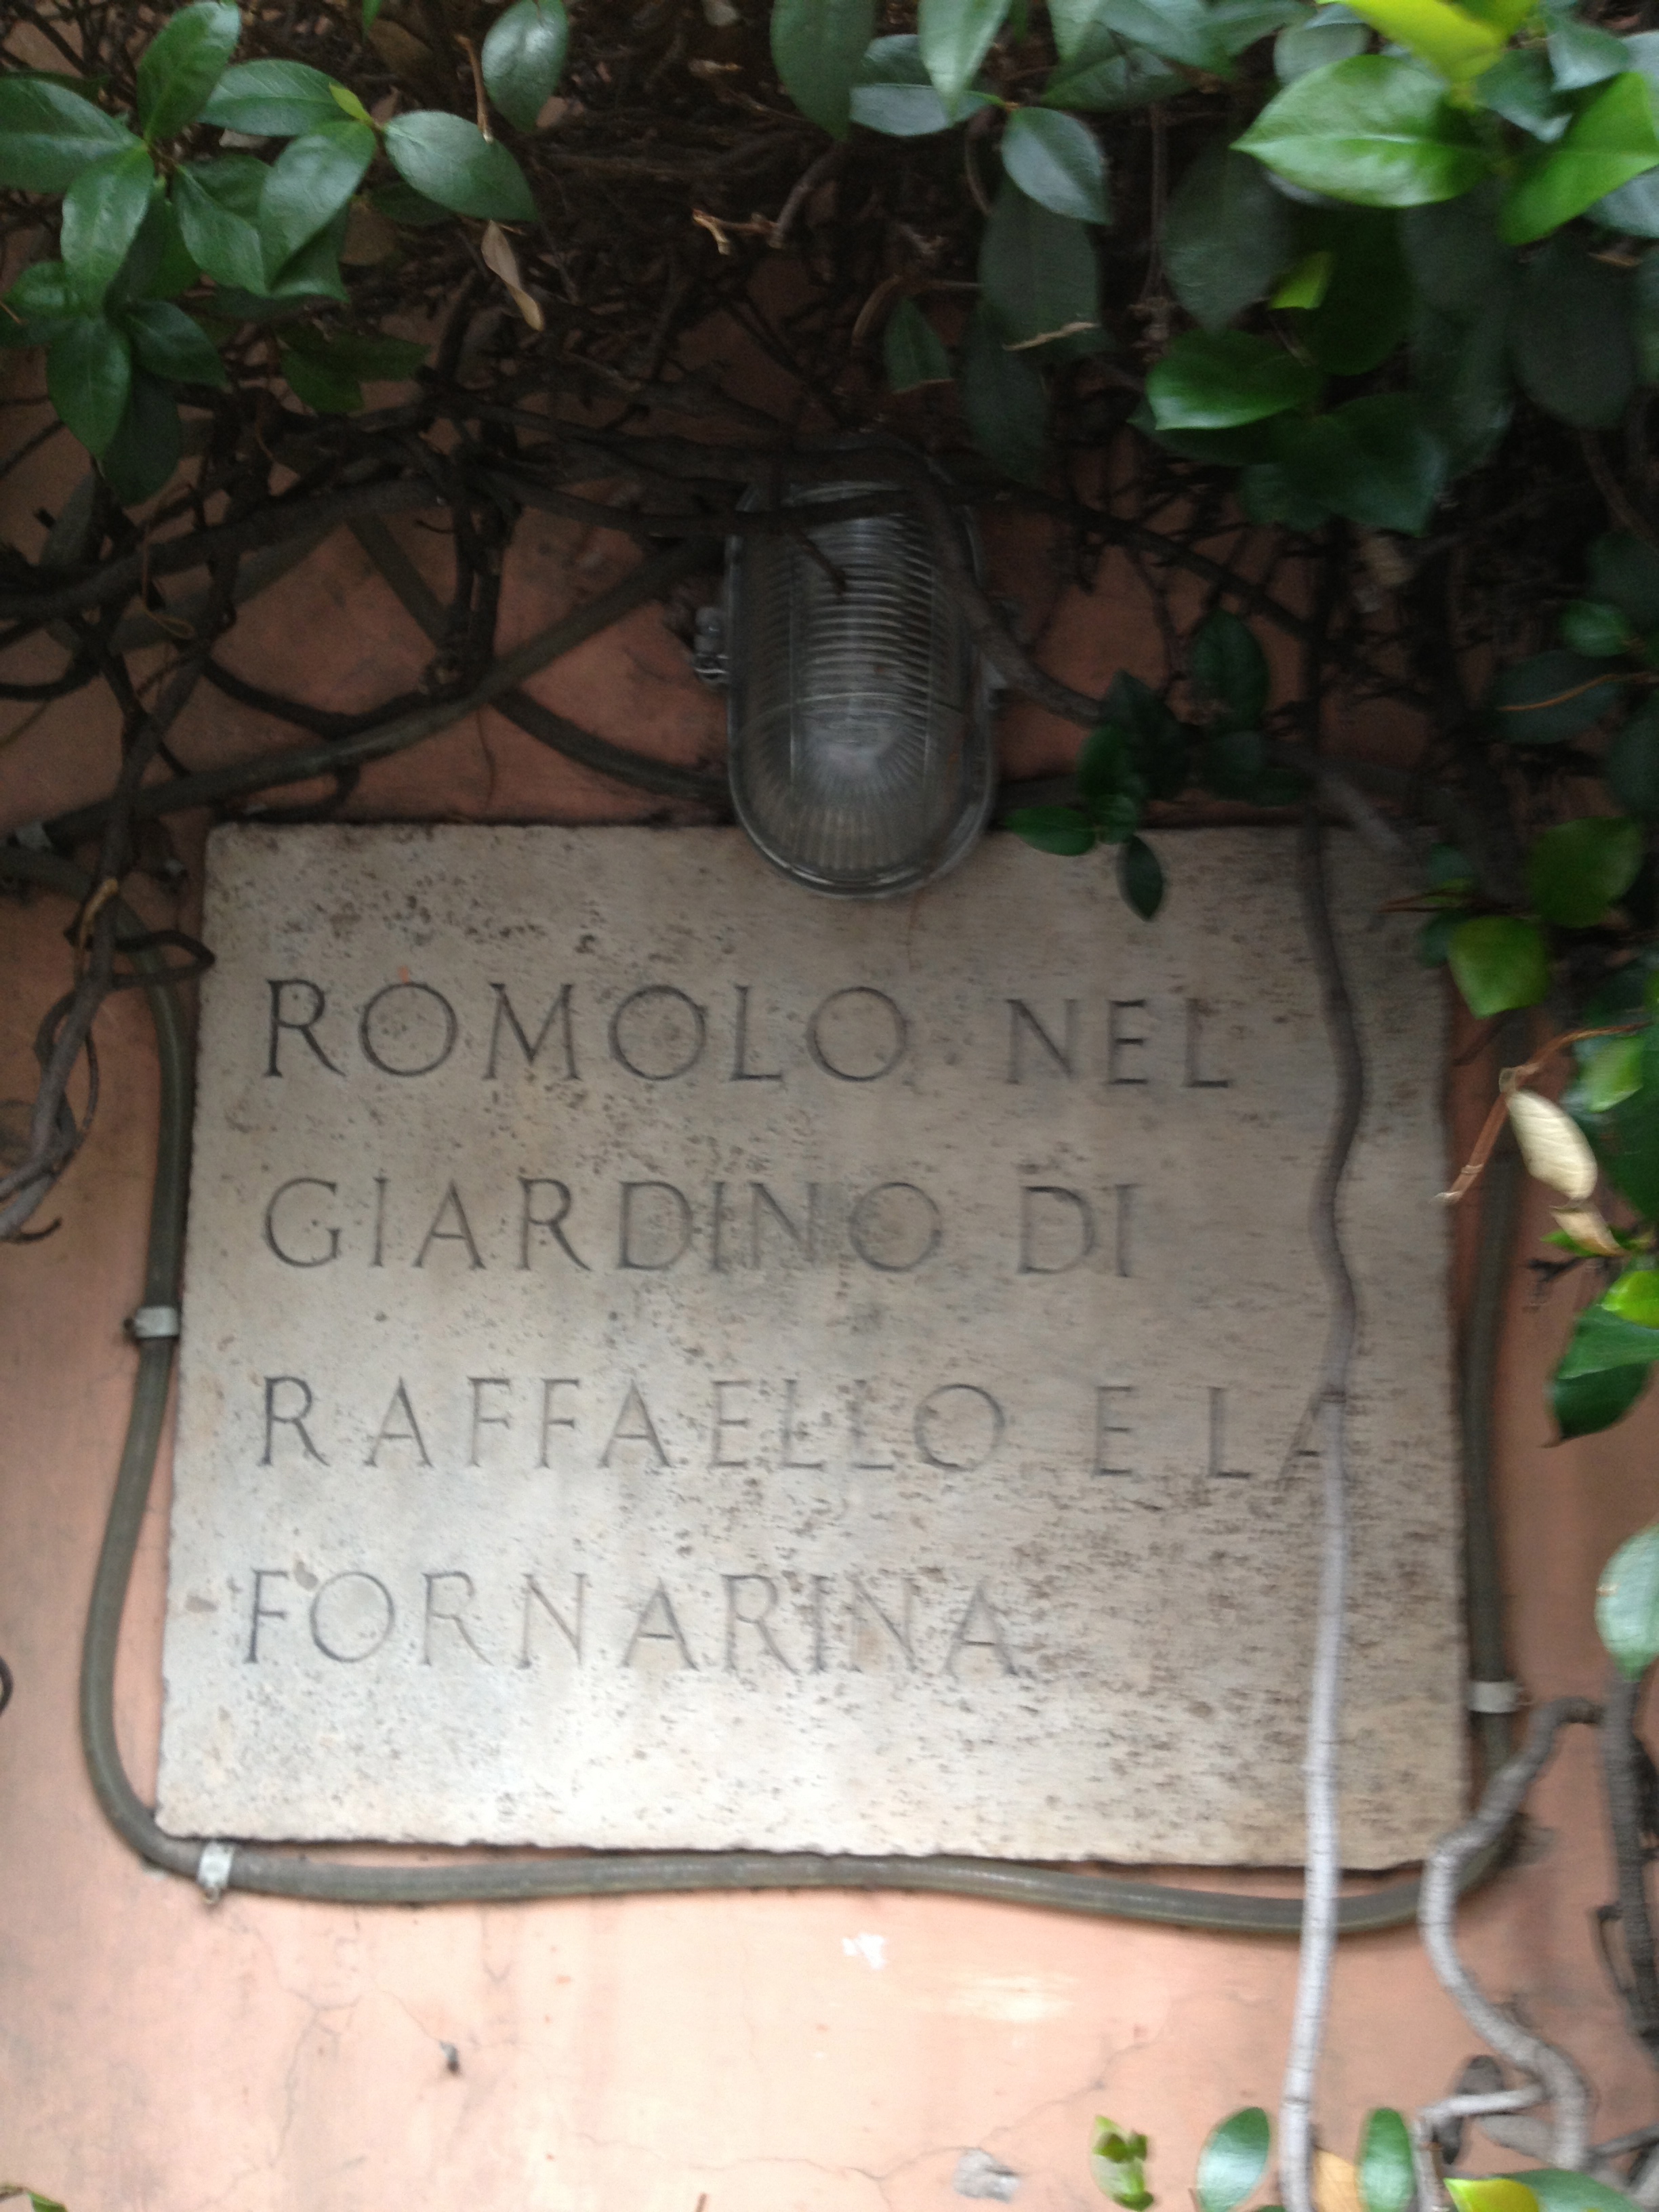 ROMOLO NEL
GIARDINO DI
RAFFAELLO E LA
FORNARINA